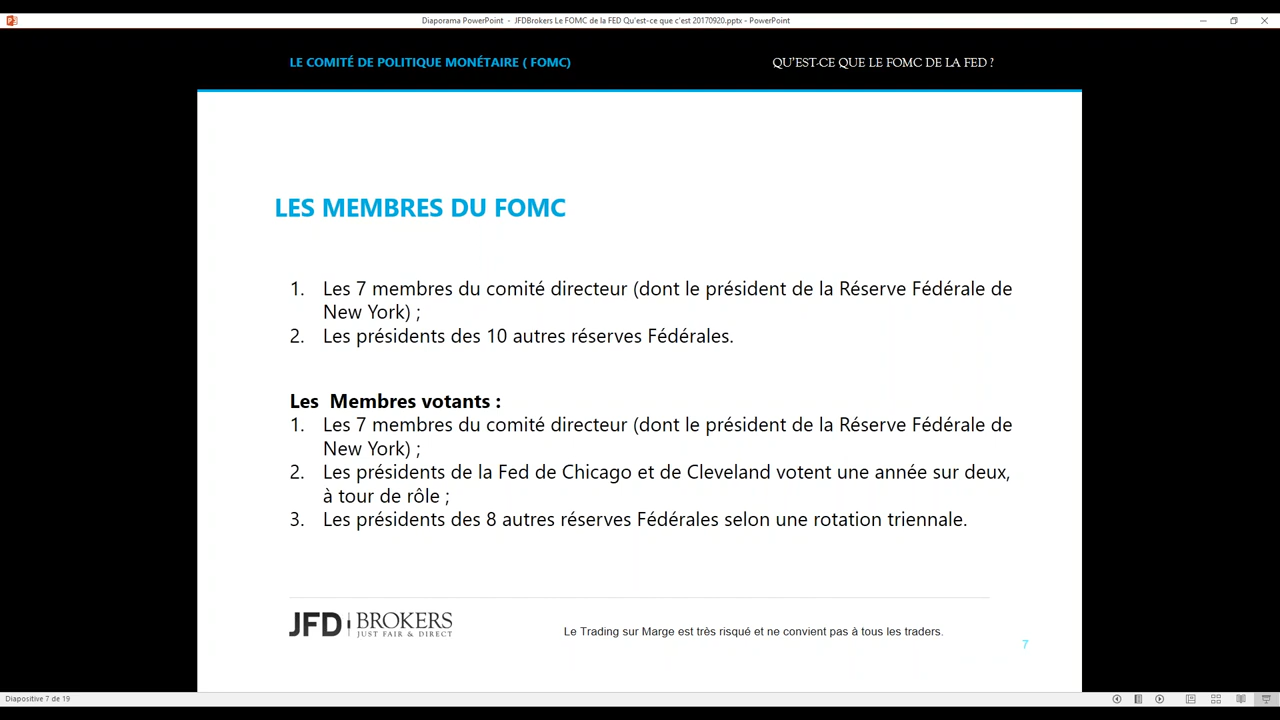 Diaporama PowerPoint - JFDBrokers Le FOMC de la FED Qu'est-ce que c'est 20170920.pptx - PowerPoint
LE COMITÉ DE POLITIQUE MONÉTAIRE ( FOMC)
QU'EST-CE QUE LE FOMC DE LA FED ?
LES MEMBRES DU FOMC
1. Les 7 membres du comité directeur (dont le président de la Réserve Fédérale de
New York) ;
2. Les présidents des 10 autres réserves Fédérales.
Les Membres votants :
1. Les 7 membres du comité directeur (dont le président de la Réserve Fédérale de
New York) ;
2. Les présidents de la Fed de Chicago et de Cleveland votent une année sur deux,
à tour de rôle ;
3. Les présidents des 8 autres réserves Fédérales selon une rotation triennale.
JFD BROKERS
JUST FAIR & DIRECT
Le Trading sur Marge est très risqué et ne convient pas à tous les traders.
7
Diapositive 7 de 19